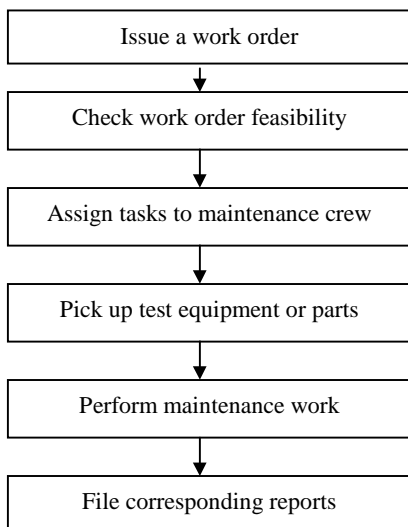 Issue a work order
Check work order feasibility
Assign tasks to maintenance crew
Pick up test equipment or parts
Perform maintenance work
File corresponding reports